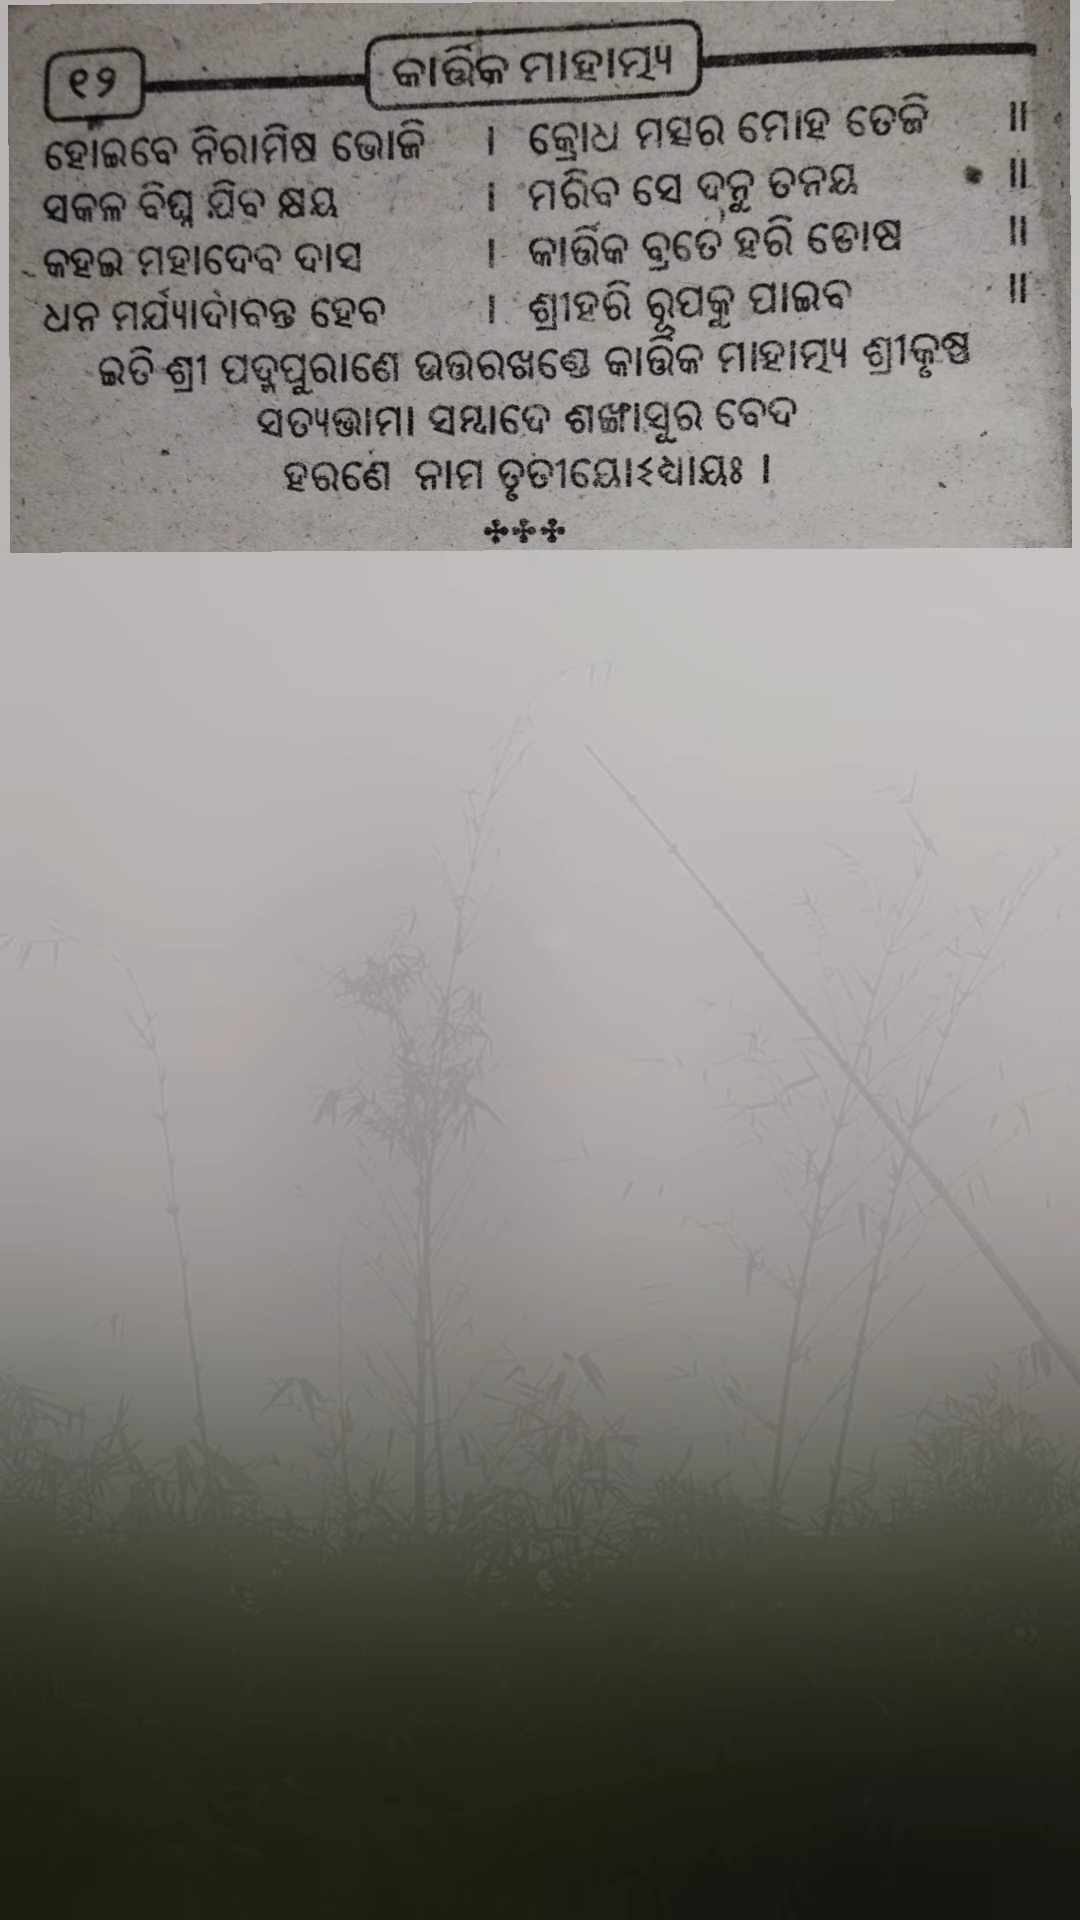 ୧୨ କାର୍ତ୍ତିକ ମାହାତ୍ମ୍ୟ
ହୋଇବେ ନିରାମିଷ ଭୋଜି । କ୍ରୋଧ ମତ୍ସର ମୋହ ତେଜି ॥
ସକଳ ବିଘ୍ନ ଯିବ କ୍ଷୟ । ମରିବ ସେ ଦନୁ ତନୟ ॥
କହଇ ମହାଦେବ ଦାସ । କାର୍ତ୍ତିକ ବ୍ରତେ ହରି ତୋଷ ॥
ଧନ ମର୍ଯ୍ୟାଦାବନ୍ତ ହେବ । ଶ୍ରୀହରି ରୂପକୁ ପାଇବ ॥
ଇତି ଶ୍ରୀ ପଦ୍ମପୁରାଣେ ଉତ୍ତରଖଣ୍ଡେ କାର୍ତ୍ତିକ ମାହାତ୍ମ୍ୟ ଶ୍ରୀକୃଷ୍ଣ
ସତ୍ୟଭାମା ସମ୍ବାଦେ ଶଙ୍ଖାସୁର ବେଦ
ହରଣେ ନାମ ତୃତୀୟୋଽଧ୍ୟାୟଃ ।